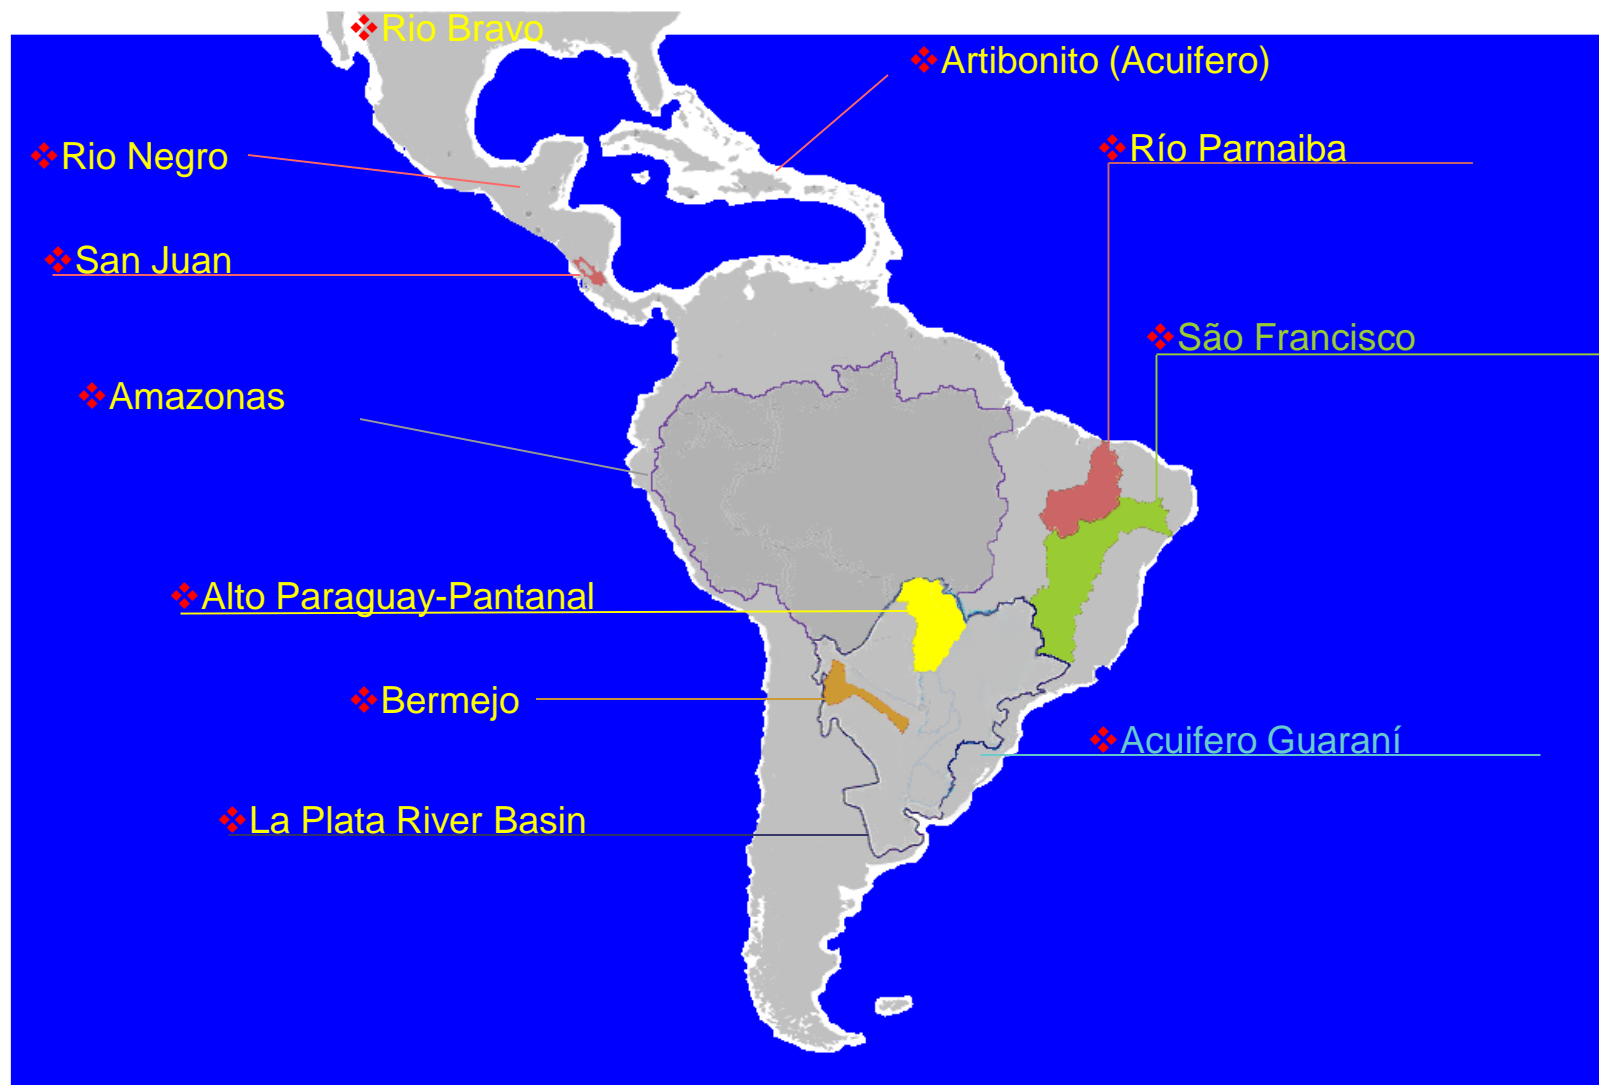 ❖Rio Bravo
❖Artibonito (Acuifero)
❖Rio Negro
❖Río Parnaiba
❖San Juan
❖São Francisco
❖Amazonas
❖Alto Paraguay-Pantanal
❖Bermejo
❖Acuifero Guaraní
❖La Plata River Basin